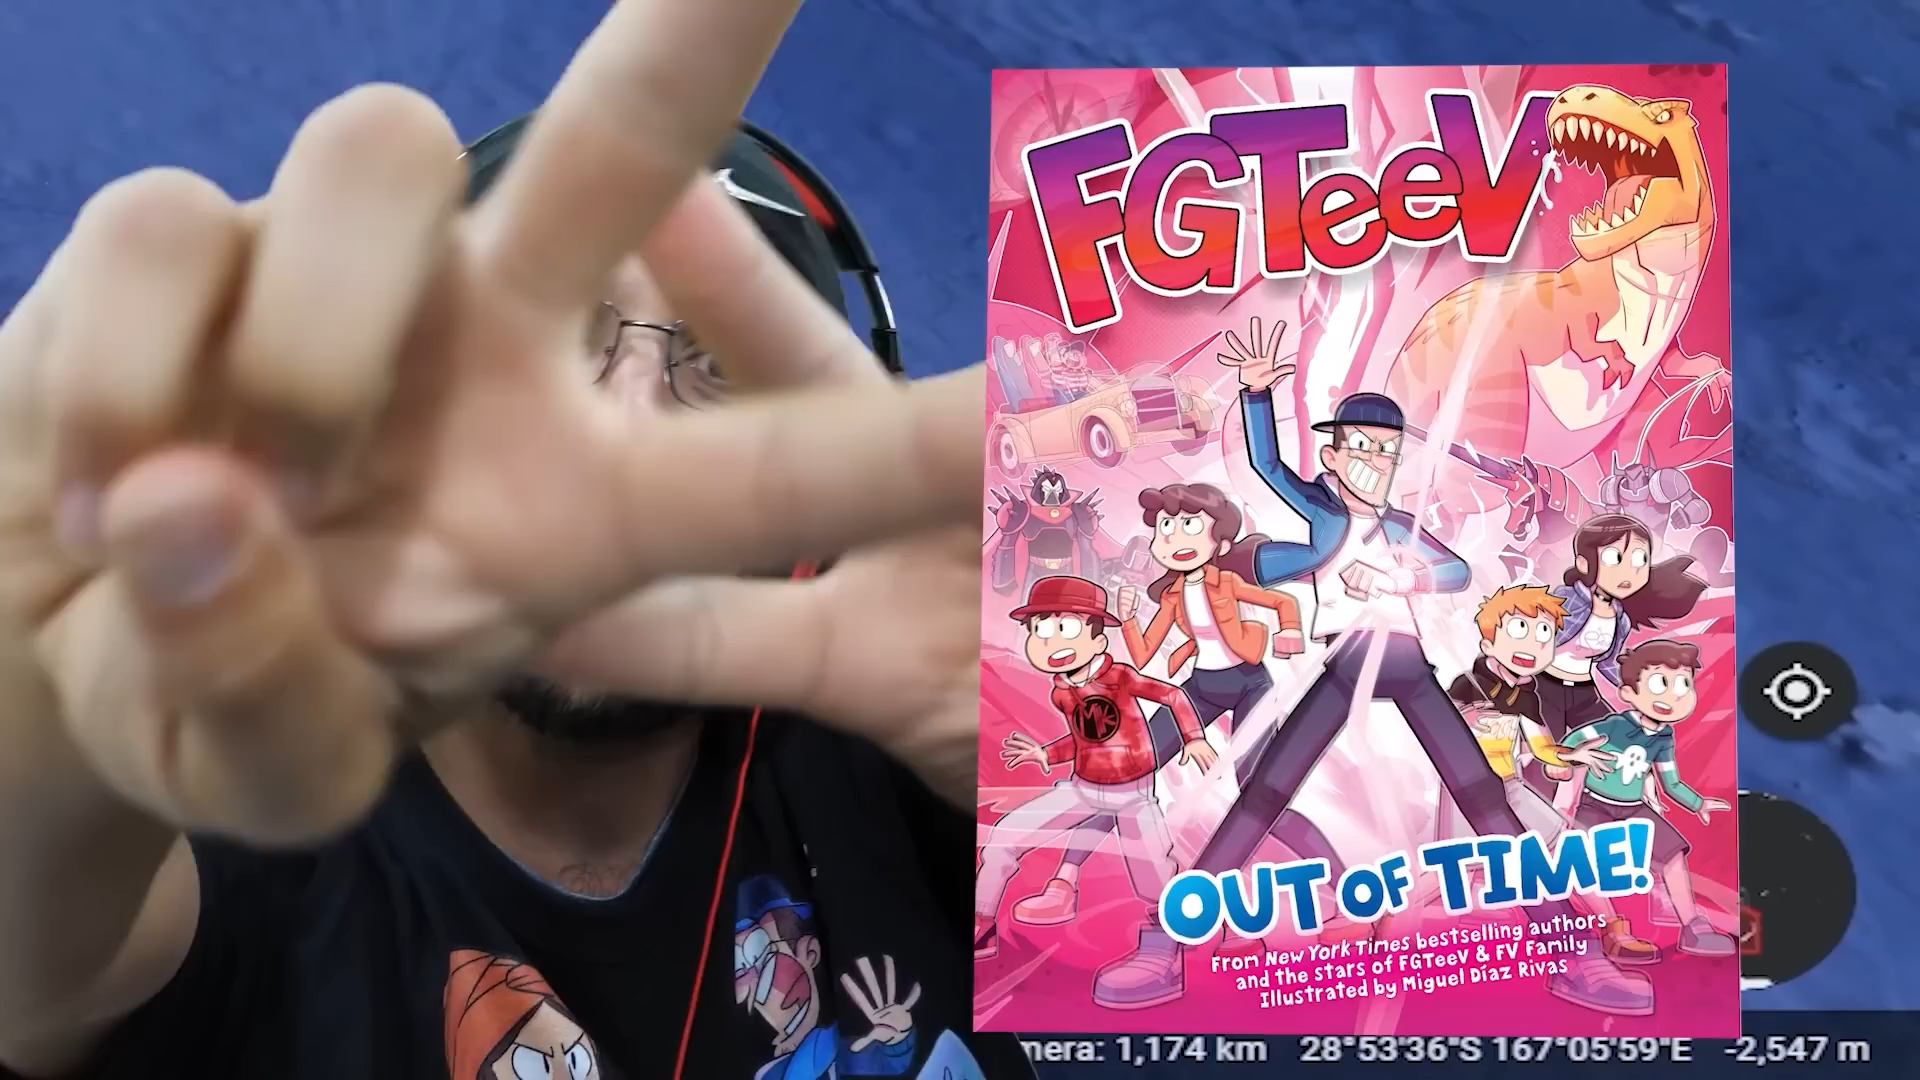 FGTeeV
MK
OUT OF TIME!
From New York Times bestselling authors
and the stars of FGTeeV & FV Family
Illustrated by Miguel Díaz Rivas
mera: 1,174 km 28°53'36"S 167°05'59"E -2,547 m